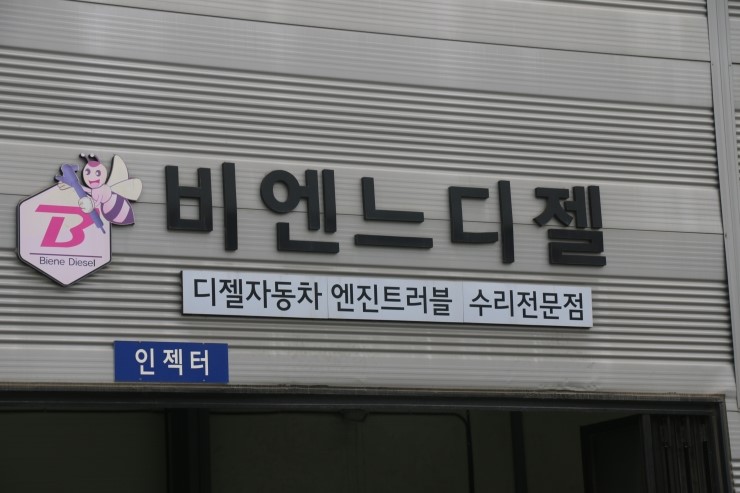 비엔느디젤
B
Biene Diesel
디젤자동차 엔진트러블 수리전문점
인젝터